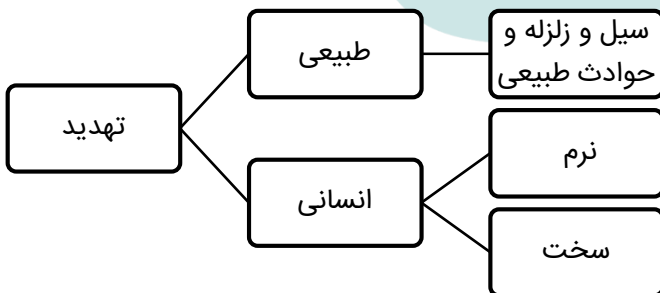 تهدید
طبیعی
سیل و زلزله و
حوادث طبیعی
انسانی
نرم
سخت